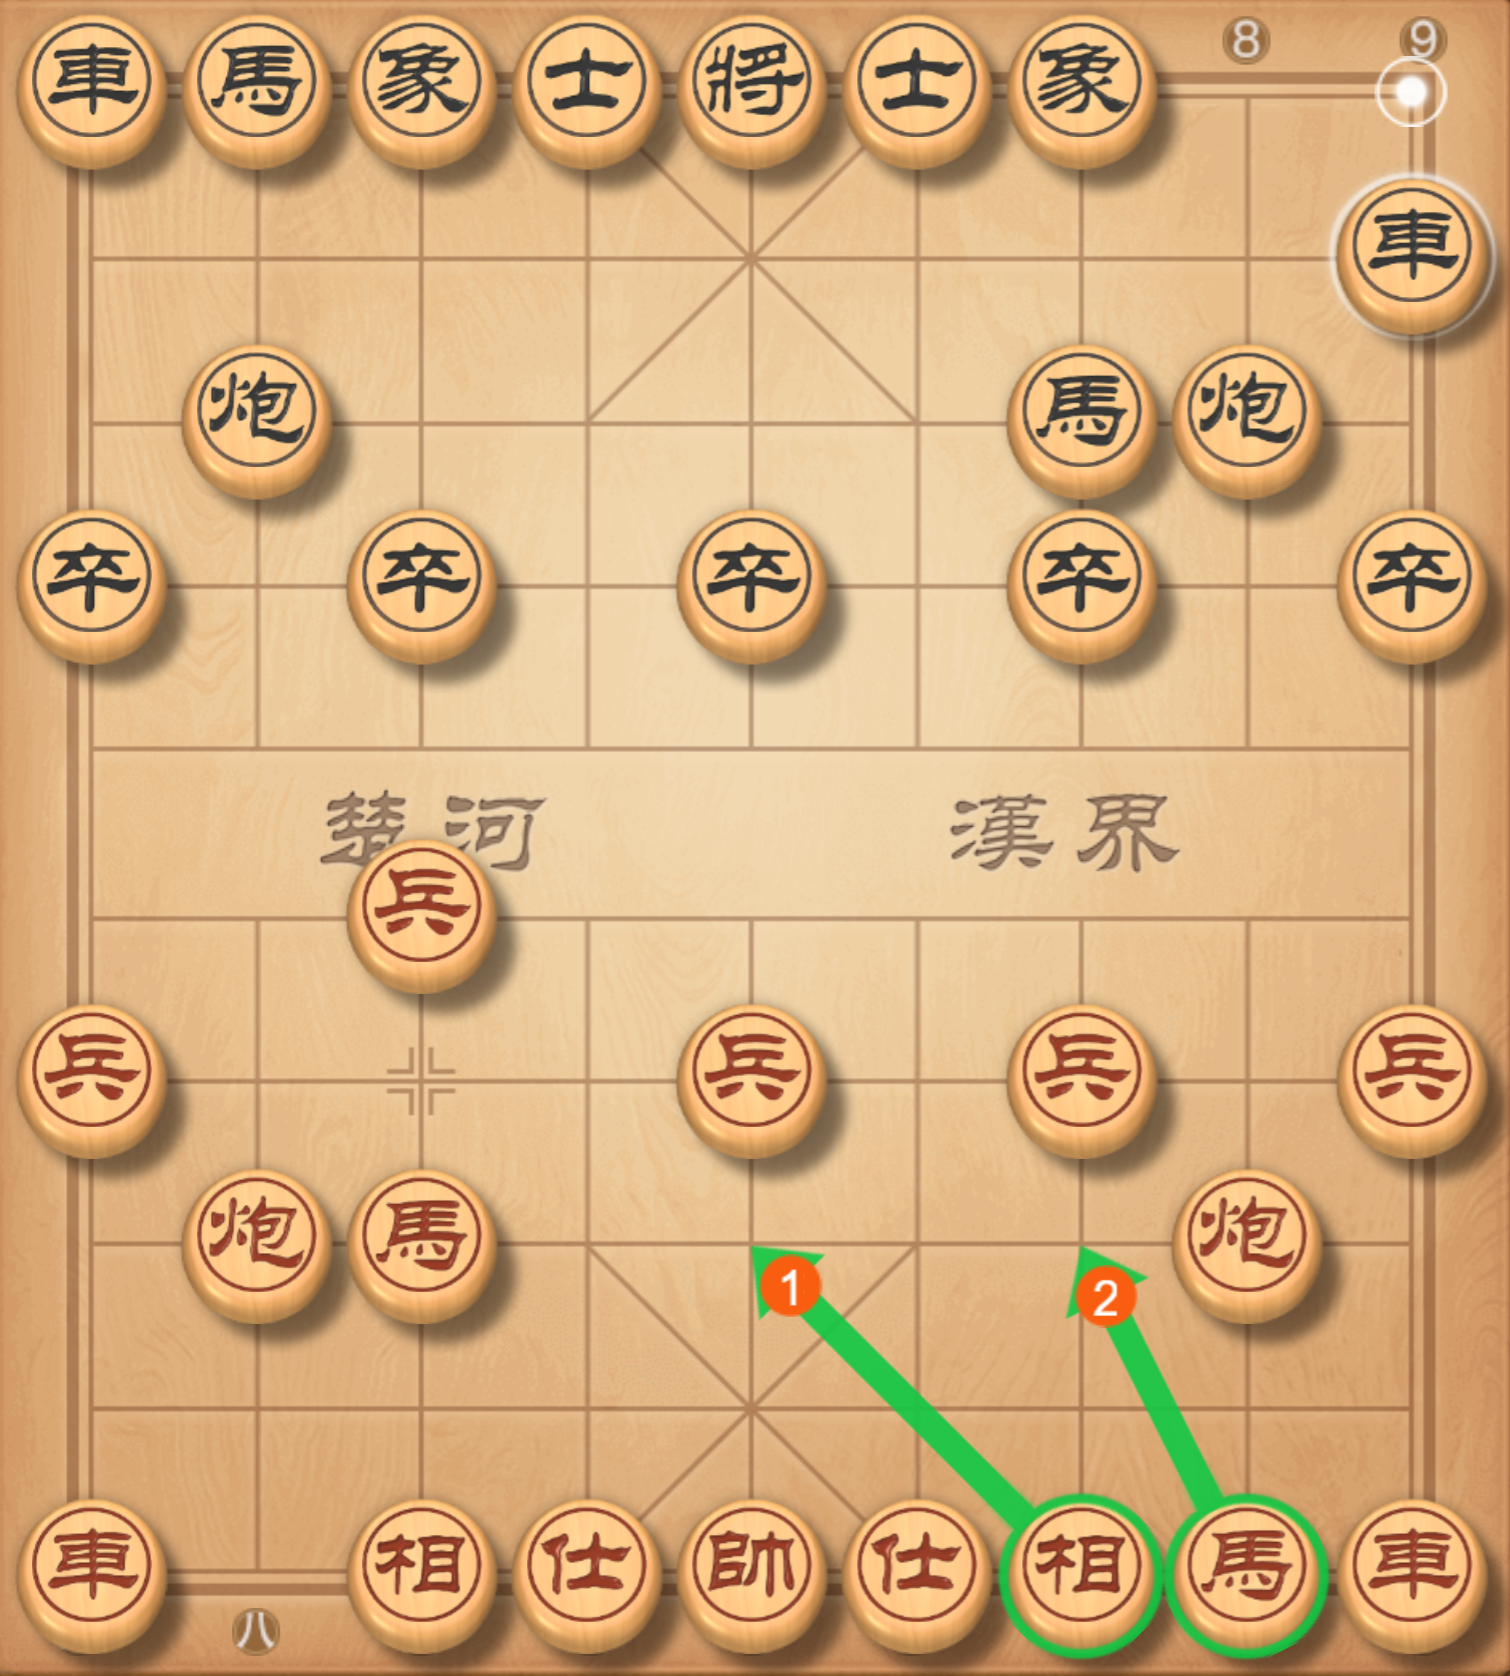 8 9
車 馬 象 士 將 士 象
車
炮 馬 炮
卒 卒 卒 卒 卒
楚河 漢界
兵
兵 兵 兵 兵
炮 馬 炮
1 2
車 相 仕 帥 仕 相 馬 車
八